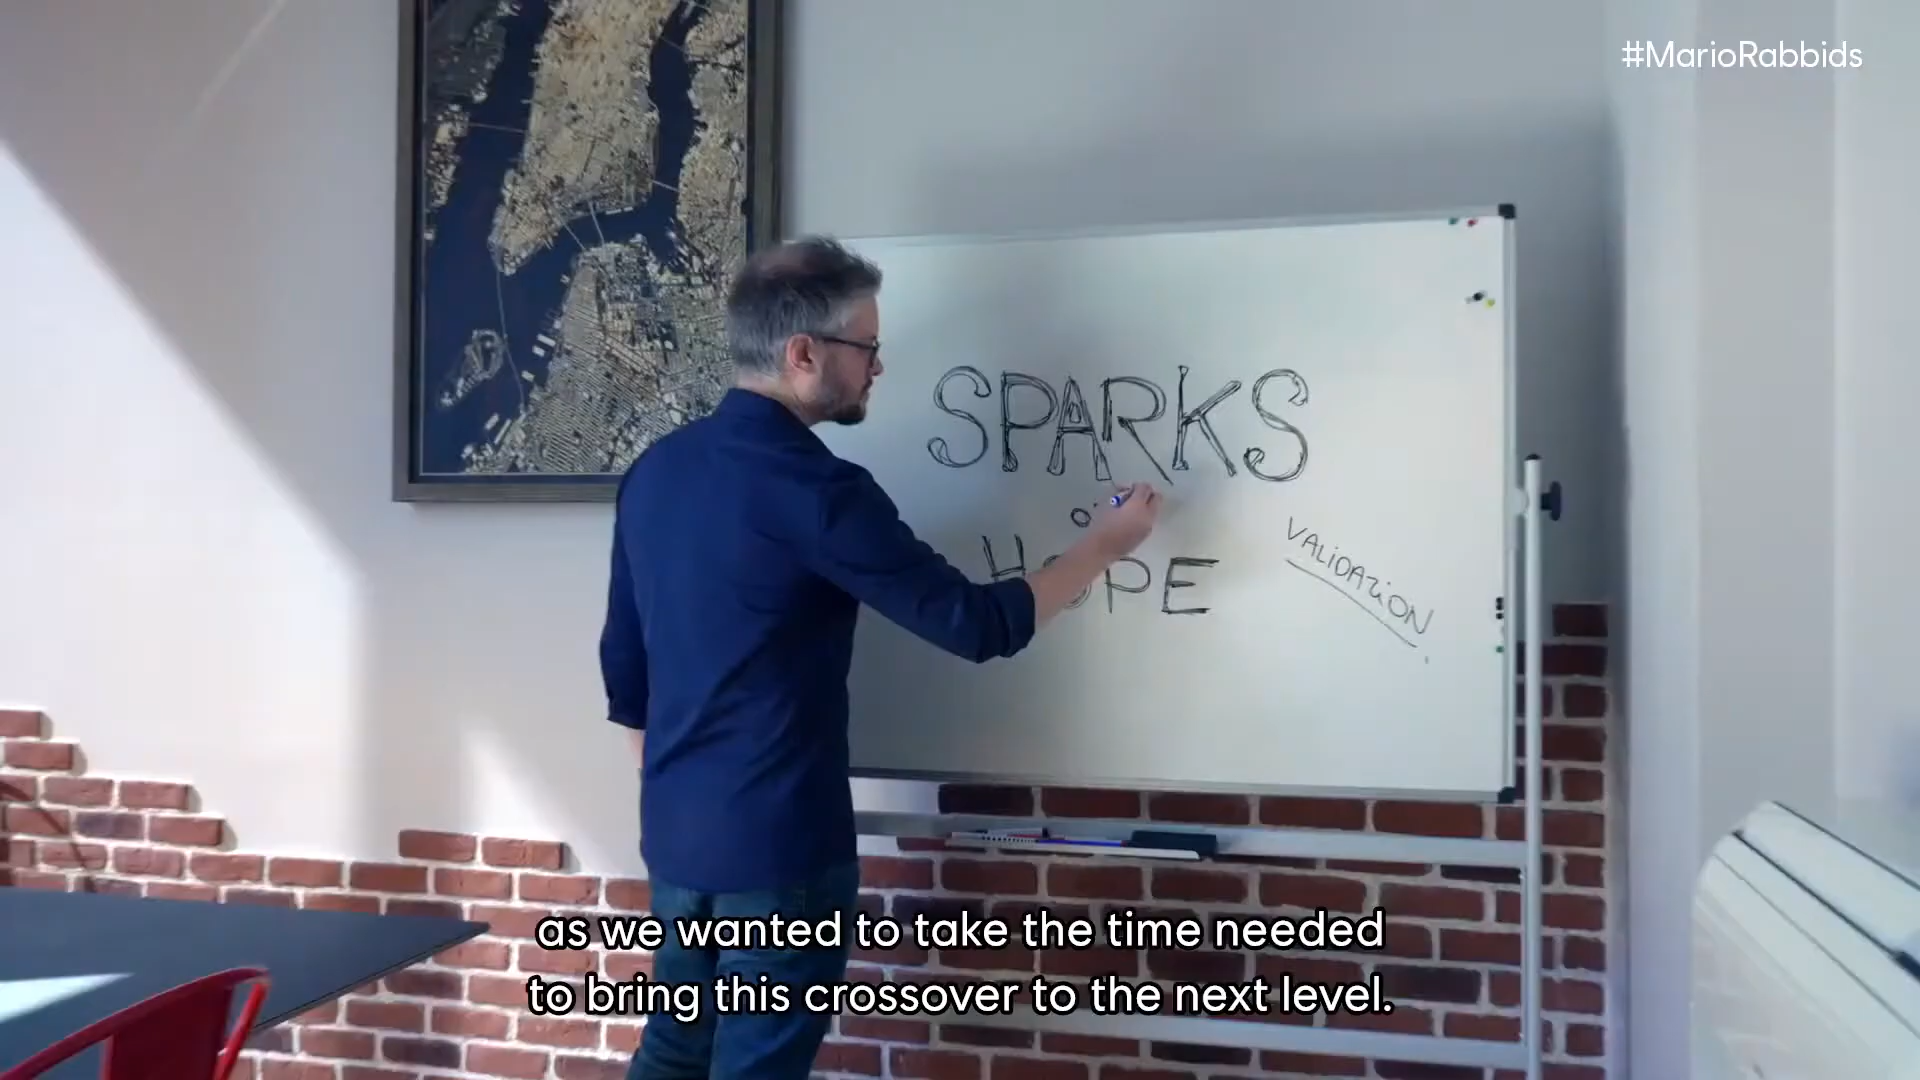 #MarioRabbids
SPARKS
HOPE
VALiDAZiON
as we wanted to take the time needed
to bring this crossover to the next level.